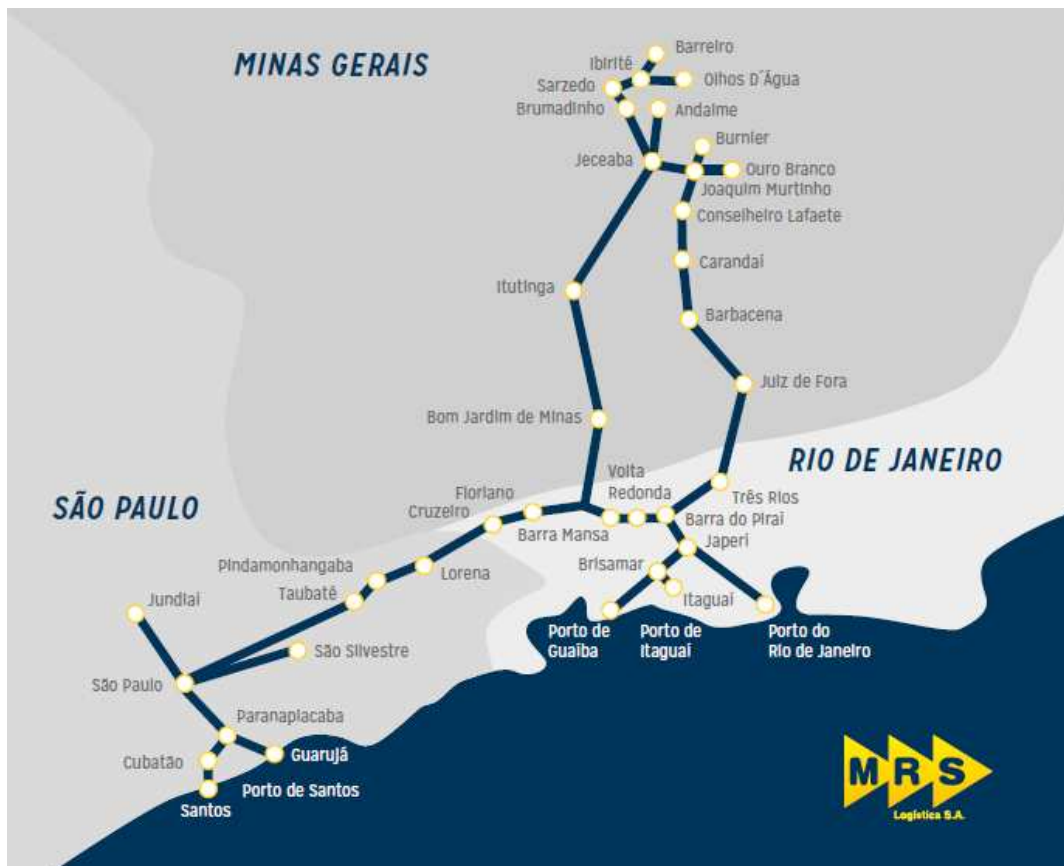 MINAS GERAIS
Barreiro
Ibirité
Olhos D´Água
Sarzedo
Brumadinho
Andaime
Burnier
Jeceaba
Ouro Branco
Joaquim Murtinho
Conselheiro Lafaete
Carandaí
Itutinga
Barbacena
Juiz de Fora
Bom Jardim de Minas
RIO DE JANEIRO
SÃO PAULO
Volta
Redonda
Floriano
Três Rios
Cruzeiro
Barra Mansa
Barra do Piraí
Japeri
Pindamonhangaba
Lorena
Brisamar
Taubatê
Itaguaí
Jundiaí
Porto de
Guaíba
Porto de
Itaguaí
Porto do
Rio de Janeiro
São Silvestre
São Paulo
Paranapiacaba
Guarujá
Cubatão
Porto de Santos
Santos
MRS
Logística S.A.